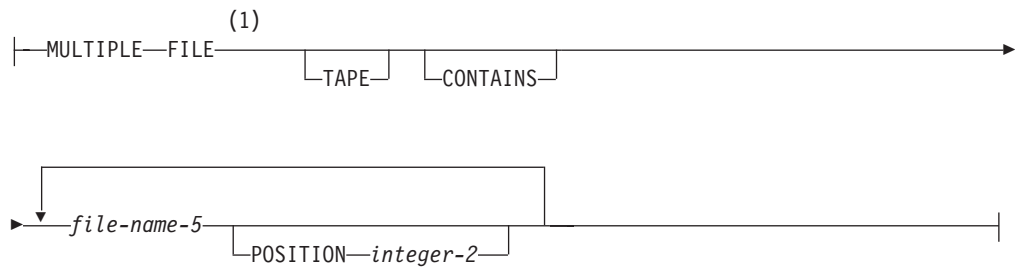 (1)
MULTIPLE FILE
TAPE CONTAINS
file-name-5
POSITION integer-2